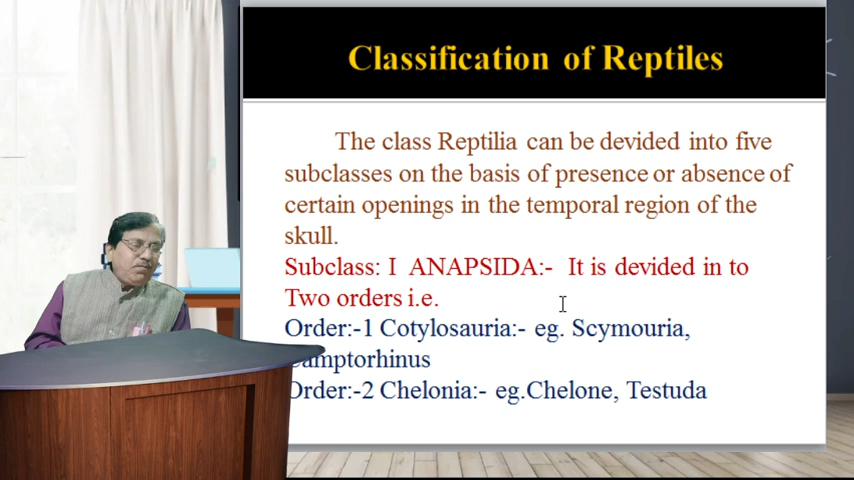 Classification of Reptiles
The class Reptilia can be devided into five
subclasses on the basis of presence or absence of
certain openings in the temporal region of the
skull.
Subclass: I ANAPSIDA:- It is devided in to
Two orders i.e.
Order:-1 Cotylosauria:- eg. Scymouria,
amptorhinus
Order:-2 Chelonia:- eg.Chelone, Testuda